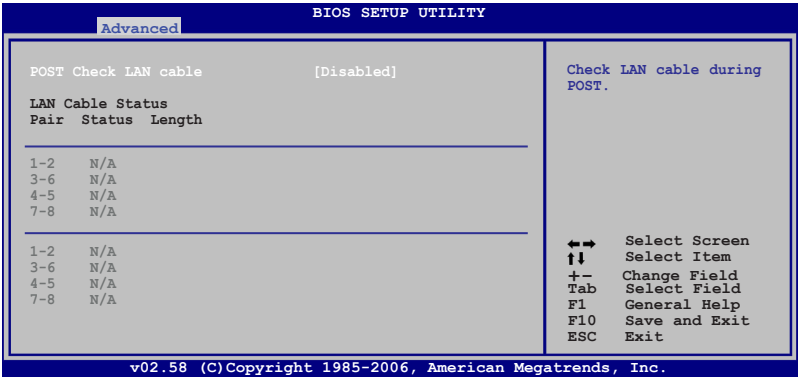 BIOS SETUP UTILITY
Advanced
POST Check LAN cable [Disabled]
LAN Cable Status
Pair Status Length
1-2 N/A
3-6 N/A
4-5 N/A
7-8 N/A
1-2 N/A
3-6 N/A
4-5 N/A
7-8 N/A
Check LAN cable during
POST.
←→ Select Screen
↑↓ Select Item
+- Change Field
Tab Select Field
F1 General Help
F10 Save and Exit
ESC Exit
v02.58 (C)Copyright 1985-2006, American Megatrends, Inc.